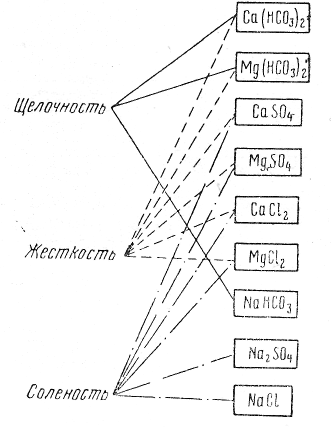 Ca(HCO₃)₂
Mg(HCO₃)₂
CaSO₄
MgSO₄
CaCl₂
MgCl₂
NaHCO₃
Na₂SO₄
NaCl
Щелочность
Жесткость
Соленость